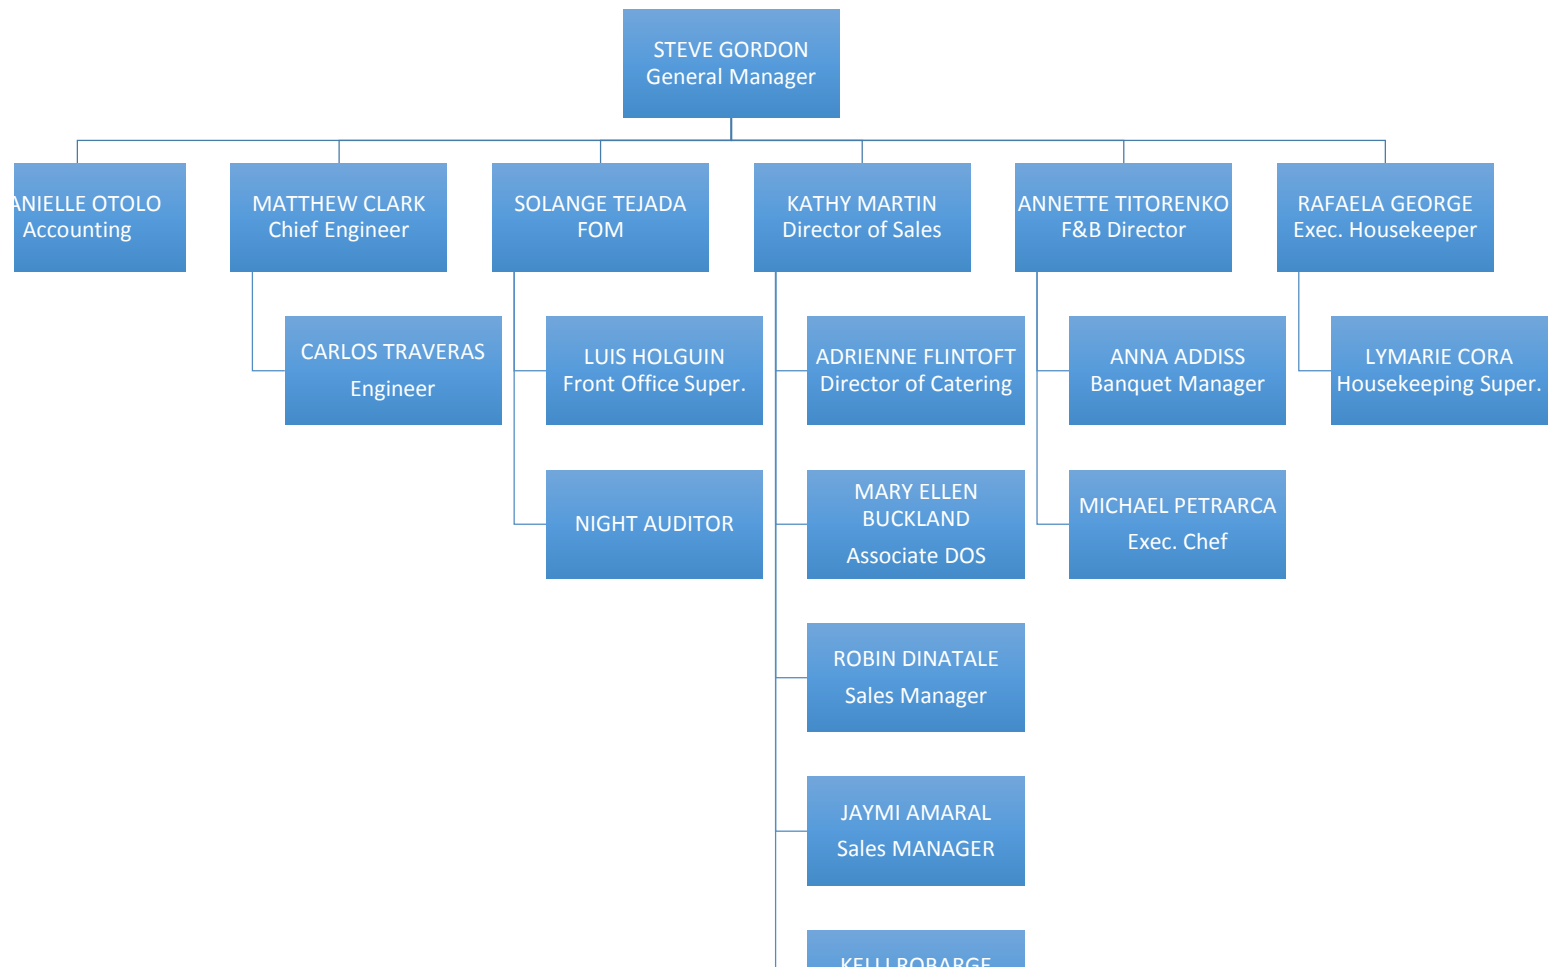 STEVE GORDON
General Manager
ANIELLE OTOLO
Accounting
MATTHEW CLARK
Chief Engineer
SOLANGE TEJADA
FOM
KATHY MARTIN
Director of Sales
ANNETTE TITORENKO
F&B Director
RAFAELA GEORGE
Exec. Housekeeper
CARLOS TRAVERAS
Engineer
LUIS HOLGUIN
Front Office Super.
ADRIENNE FLINTOFT
Director of Catering
ANNA ADDISS
Banquet Manager
LYMARIE CORA
Housekeeping Super.
NIGHT AUDITOR
MARY ELLEN
BUCKLAND
Associate DOS
MICHAEL PETRARCA
Exec. Chef
ROBIN DINATALE
Sales Manager
JAYMI AMARAL
Sales MANAGER
KELLI ROBARGE